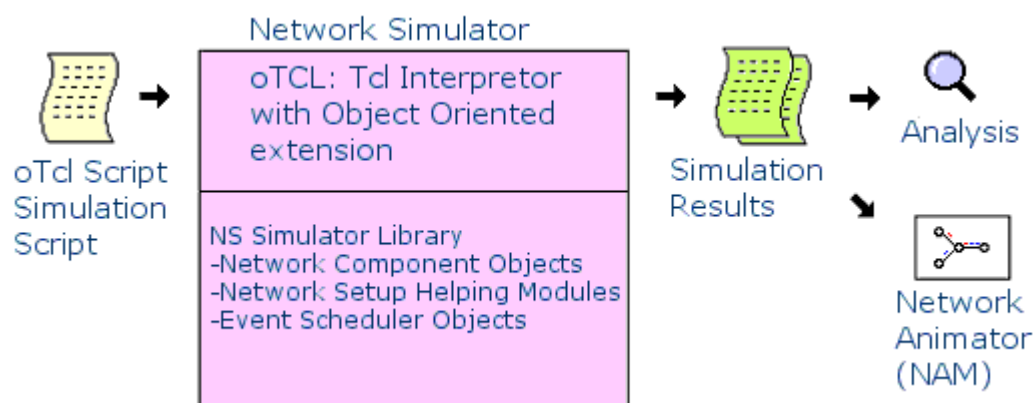 Network Simulator
oTCL: Tcl Interpretor
with Object Oriented
extension
oTcl Script
Simulation
Script
NS Simulator Library
-Network Component Objects
-Network Setup Helping Modules
-Event Scheduler Objects
Simulation
Results
Analysis
Network
Animator
(NAM)